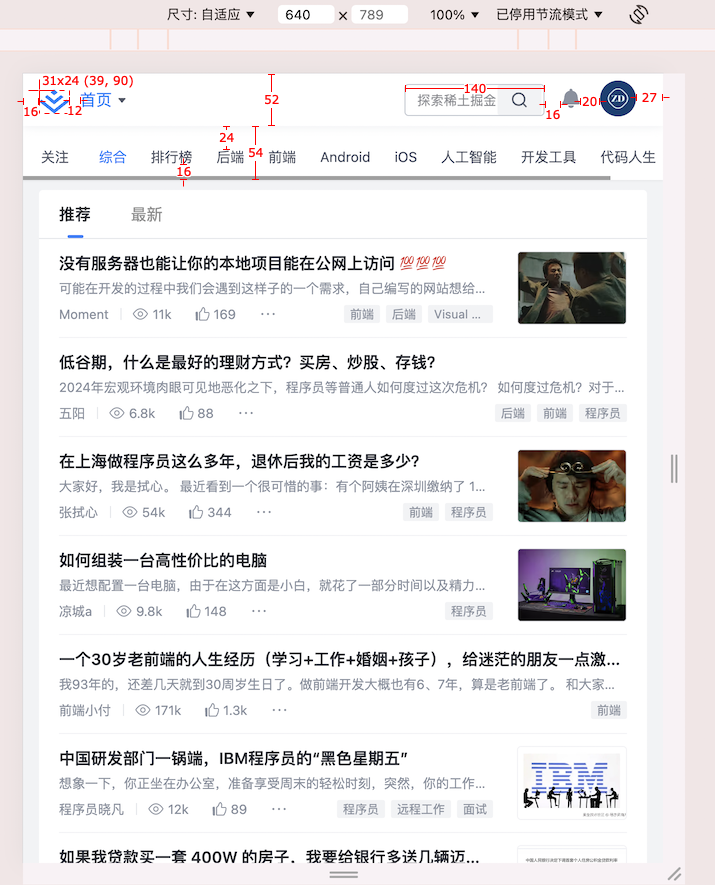 尺寸: 自适应 ▼ 640 × 789 100% ▼ 已停用节流模式 ▼
31x24 (39, 90)
16 12 首页 52 140 探索稀土掘金 16 20 ZD 27
24 54
关注 综合 排行榜 后端 前端 Android iOS 人工智能 开发工具 代码人生
16
推荐 最新
没有服务器也能让你的本地项目能在公网上访问 💯💯💯
可能在开发的过程中我们会遇到这样子的一个需求，自己编写的网站想给...
Moment 11k 169 ··· 前端 后端 Visual ...
低谷期，什么是最好的理财方式？买房、炒股、存钱？
2024年宏观环境肉眼可见地恶化之下，程序员等普通人如何度过这次危机？ 如何度过危机？对于...
五阳 6.8k 88 ··· 后端 前端 程序员
在上海做程序员这么多年，退休后我的工资是多少？
大家好，我是拭心。 最近看到一个很可惜的事：有个阿姨在深圳缴纳了 1...
张拭心 54k 344 ··· 前端 程序员
如何组装一台高性价比的电脑
最近想配置一台电脑，由于在这方面是小白，就花了一部分时间以及精力...
凉城a 9.8k 148 ··· 程序员
一个30岁老前端的人生经历（学习+工作+婚姻+孩子），给迷茫的朋友一点激...
我93年的，还差几天就到30周岁生日了。做前端开发大概也有6、7年，算是老前端了。 和大家...
前端小付 171k 1.3k ··· 前端
中国研发部门一锅端，IBM程序员的“黑色星期五”
想象一下，你正坐在办公室，准备享受周末的轻松时刻，突然，你的工作...
程序员晓凡 12k 89 ··· 程序员 远程工作 面试
IBM
如果我贷款买一套 400W 的房子，我要给银行多送几辆迈...